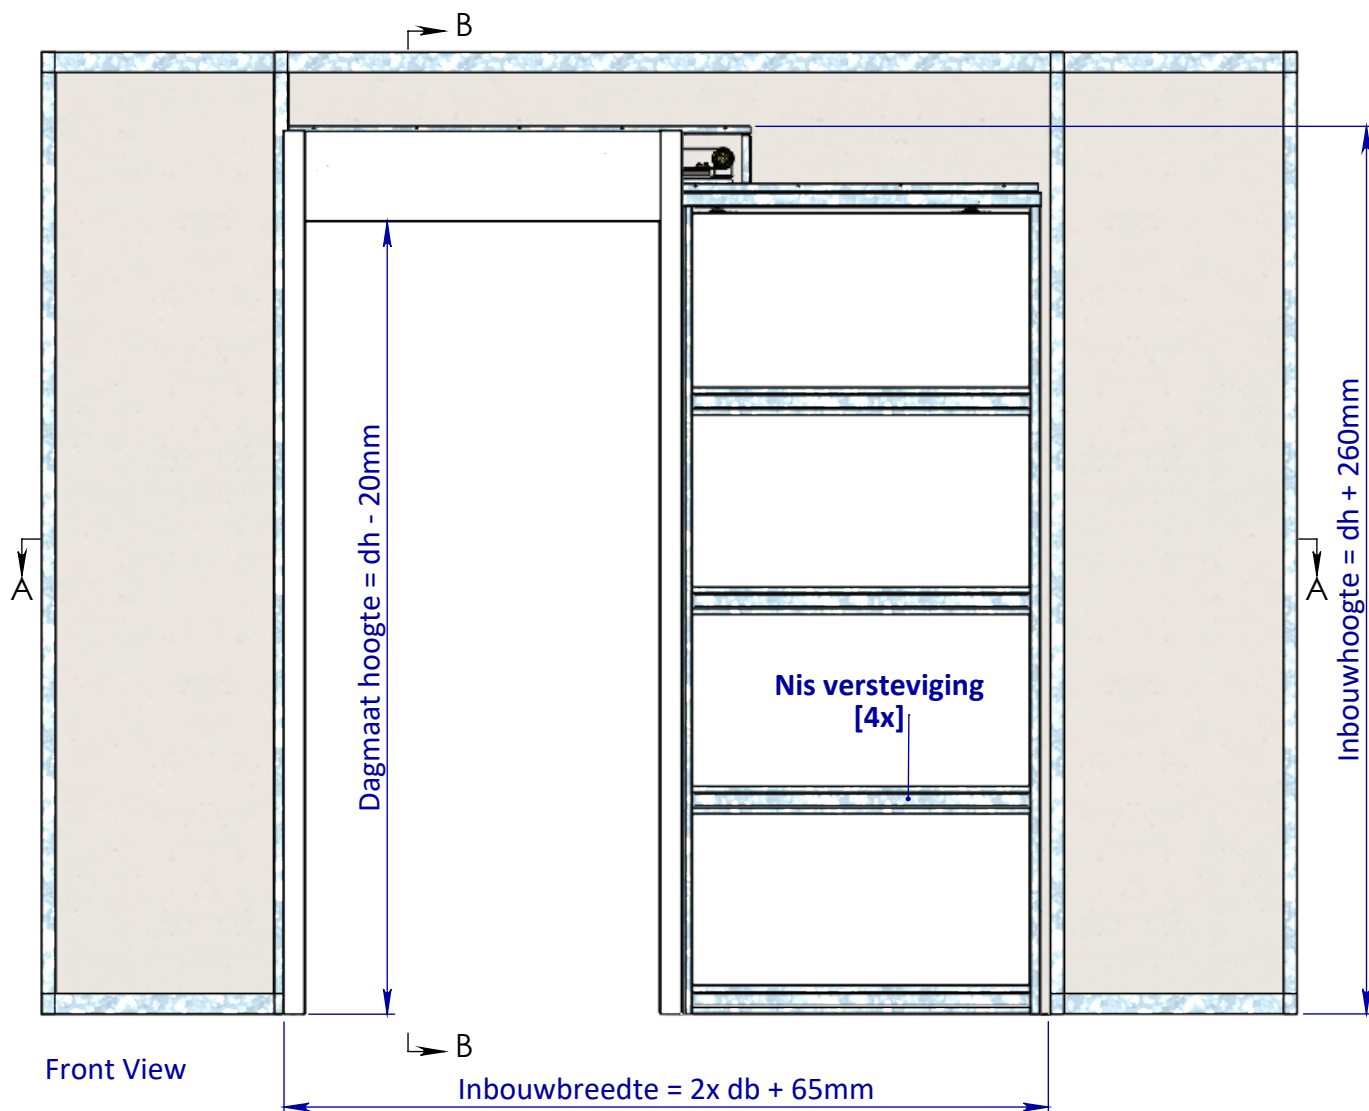 B
Dagmaat hoogte = dh - 20mm
Inbouwhoogte = dh + 260mm
A
A
Nis versteviging
[4x]
B
Front View
Inbouwbreedte = 2x db + 65mm